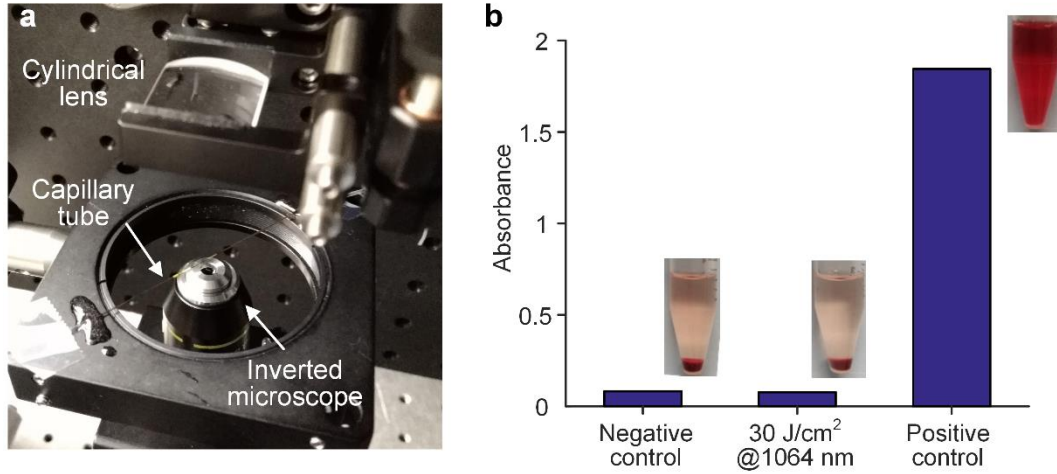 a
Cylindrical
lens
Capillary
tube
Inverted
microscope
b
Absorbance
2
1.5
1
0.5
0
Negative
control
30 J/cm²
@1064 nm
Positive
control